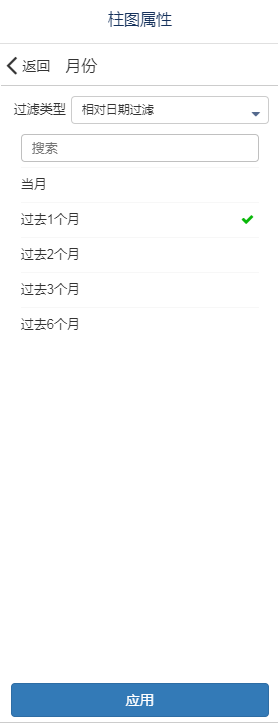 柱图属性
返回 月份
过滤类型 相对日期过滤
搜索
当月
过去1个月
过去2个月
过去3个月
过去6个月
应用